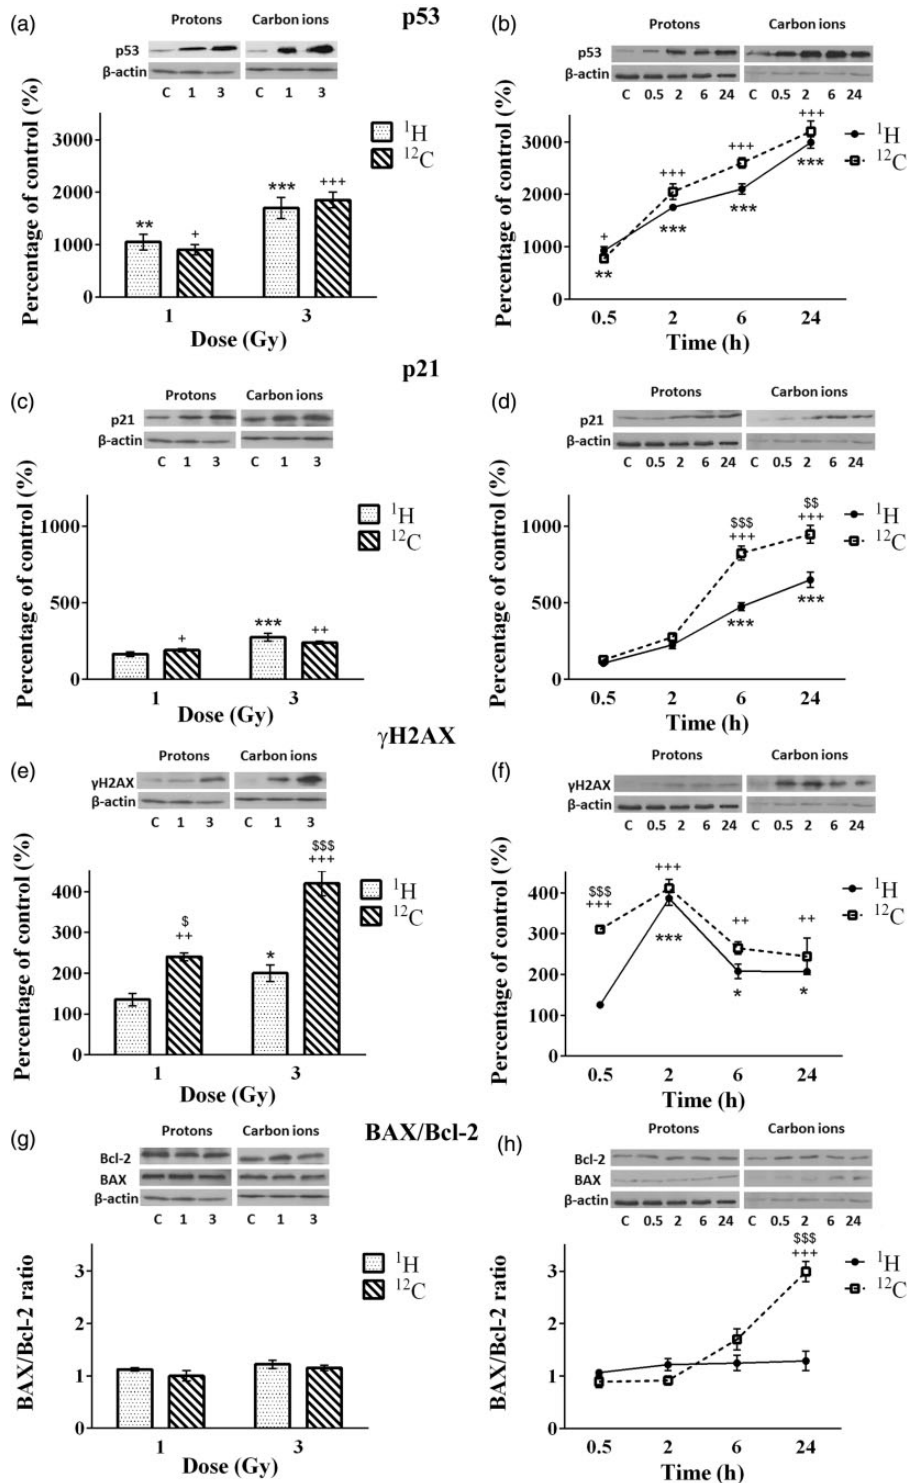 p53
(a)
Protons Carbon ions
p53
β-actin
C 1 3 C 1 3
Percentage of control (%)
3000
2000
1000
0
** + *** +++
¹H
¹²C
1 3
Dose (Gy)
(b)
Protons Carbon ions
p53
β-actin
C 0.5 2 6 24 C 0.5 2 6 24
Percentage of control (%)
3000
2000
1000
0
+ +++ +++ +++
** *** *** ***
¹H
¹²C
0.5 2 6 24
Time (h)
p21
(c)
Protons Carbon ions
p21
β-actin
C 1 3 C 1 3
Percentage of control (%)
1000
500
0
+ *** ++
¹H
¹²C
1 3
Dose (Gy)
(d)
Protons Carbon ions
p21
β-actin
C 0.5 2 6 24 C 0.5 2 6 24
Percentage of control (%)
1000
500
0
$$$ $$
+++ +++
*** ***
¹H
¹²C
0.5 2 6 24
Time (h)
γH2AX
(e)
Protons Carbon ions
γH2AX
β-actin
C 1 3 C 1 3
Percentage of control (%)
400
300
200
100
0
$ $$$
++ * +++
¹H
¹²C
1 3
Dose (Gy)
(f)
Protons Carbon ions
γH2AX
β-actin
C 0.5 2 6 24 C 0.5 2 6 24
Percentage of control (%)
400
300
200
100
0
$$$
+++ +++ ++ ++
*** * *
¹H
¹²C
0.5 2 6 24
Time (h)
BAX/Bcl-2
(g)
Protons Carbon ions
Bcl-2
BAX
β-actin
C 1 3 C 1 3
BAX/Bcl-2 ratio
3
2
1
0
¹H
¹²C
1 3
Dose (Gy)
(h)
Protons Carbon ions
Bcl-2
BAX
β-actin
C 0.5 2 6 24 C 0.5 2 6 24
BAX/Bcl-2 ratio
3
2
1
0
$$$
+++
¹H
¹²C
0.5 2 6 24
Time (h)